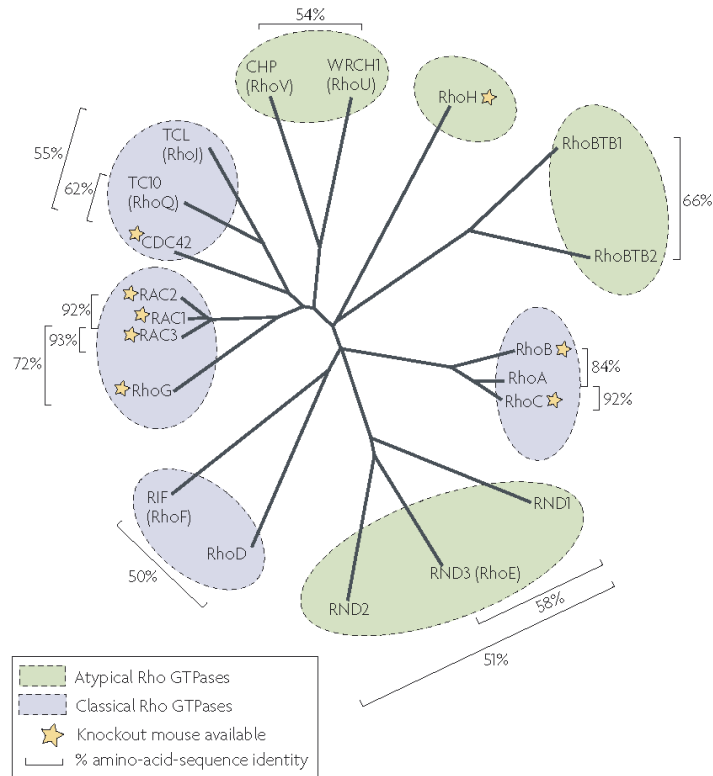 54%
CHP
(RhoV)
WRCH1
(RhoU)
RhoH
RhoBTB1
66%
RhoBTB2
55%
62%
TCL
(RhoJ)
TC10
(RhoQ)
CDC42
RAC2
92%
RAC1
93%
RAC3
72%
RhoG
RhoB
84%
RhoA
RhoC
92%
RIF
(RhoF)
RhoD
50%
RND1
RND3 (RhoE)
RND2
58%
51%
Atypical Rho GTPases
Classical Rho GTPases
Knockout mouse available
% amino-acid-sequence identity